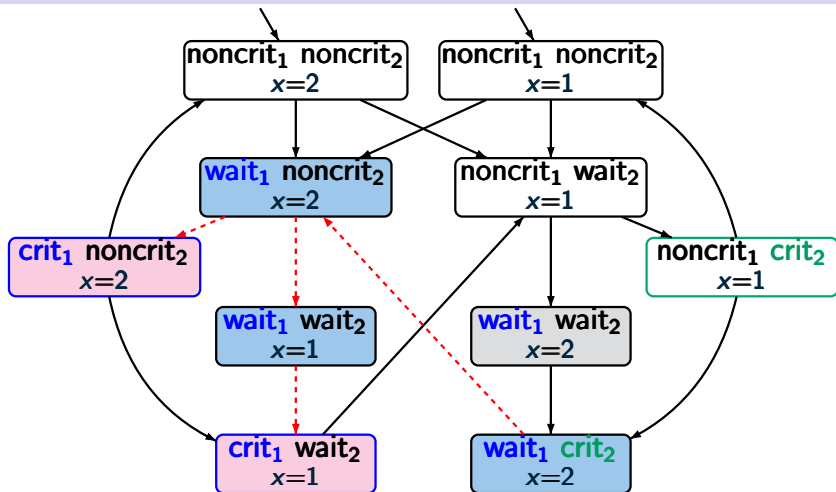 noncrit₁ noncrit₂
x=2
noncrit₁ noncrit₂
x=1
wait₁ noncrit₂
x=2
noncrit₁ wait₂
x=1
crit₁ noncrit₂
x=2
noncrit₁ crit₂
x=1
wait₁ wait₂
x=1
wait₁ wait₂
x=2
crit₁ wait₂
x=1
wait₁ crit₂
x=2